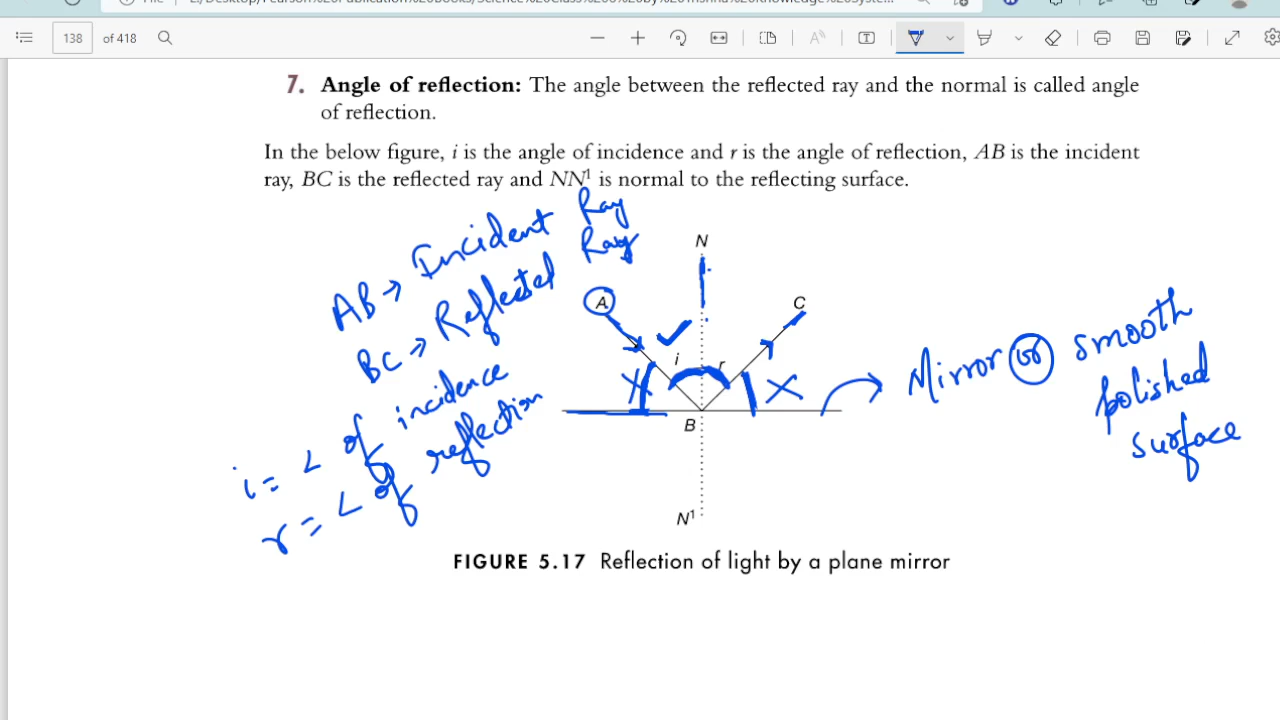 138 of 418
7. Angle of reflection: The angle between the reflected ray and the normal is called angle
of reflection.
In the below figure, i is the angle of incidence and r is the angle of reflection, AB is the incident
ray, BC is the reflected ray and NN¹ is normal to the reflecting surface.
AB → Incident Ray
BC → Reflected Ray
i = ∠ of incidence
r = ∠ of reflection
N
A
C
i
r
B
N¹
Mirror or smooth
polished
surface
FIGURE 5.17 Reflection of light by a plane mirror